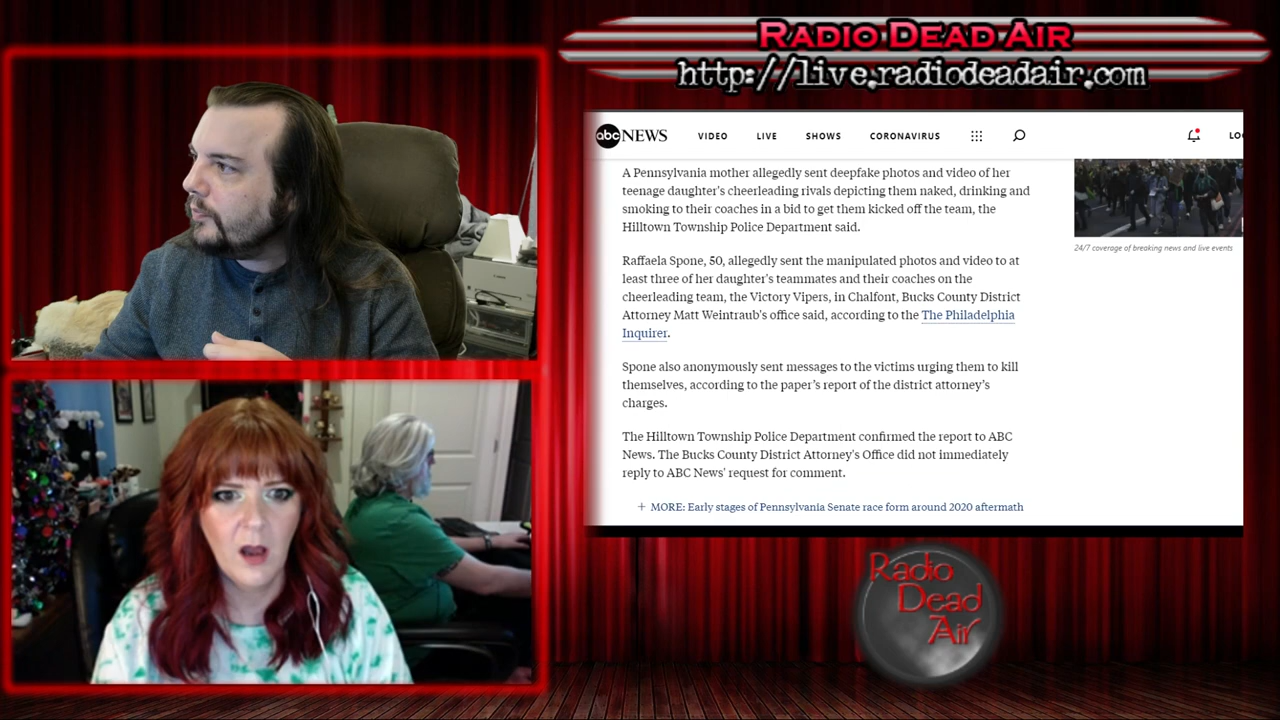 RADIO DEAD AIR
http://live.radiodeadair.com
abc NEWS VIDEO LIVE SHOWS CORONAVIRUS LO
A Pennsylvania mother allegedly sent deepfake photos and video of her
teenage daughter's cheerleading rivals depicting them naked, drinking and
smoking to their coaches in a bid to get them kicked off the team, the
Hilltown Township Police Department said.
24/7 coverage of breaking news and live events
Raffaela Spone, 50, allegedly sent the manipulated photos and video to at
least three of her daughter's teammates and their coaches on the
cheerleading team, the Victory Vipers, in Chalfont, Bucks County District
Attorney Matt Weintraub's office said, according to the The Philadelphia
Inquirer.
Spone also anonymously sent messages to the victims urging them to kill
themselves, according to the paper's report of the district attorney's
charges.
The Hilltown Township Police Department confirmed the report to ABC
News. The Bucks County District Attorney's Office did not immediately
reply to ABC News' request for comment.
+ MORE: Early stages of Pennsylvania Senate race form around 2020 aftermath
Radio
Dead
Air